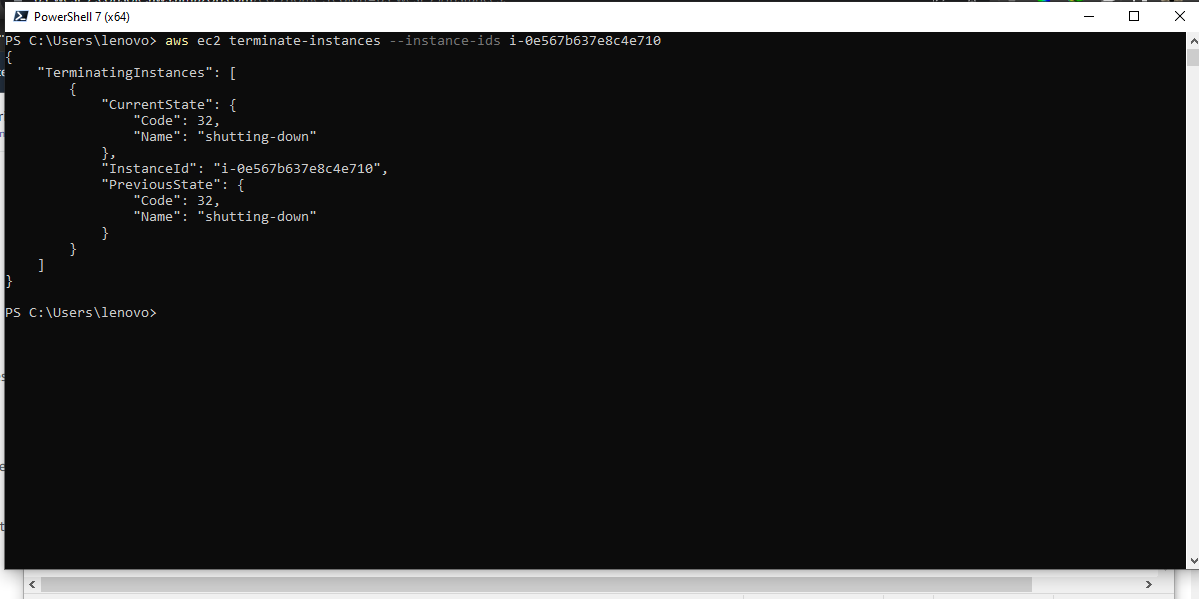 PowerShell 7 (x64)
PS C:\Users\lenovo> aws ec2 terminate-instances --instance-ids i-0e567b637e8c4e710
{
    "TerminatingInstances": [
        {
            "CurrentState": {
                "Code": 32,
                "Name": "shutting-down"
            },
            "InstanceId": "i-0e567b637e8c4e710",
            "PreviousState": {
                "Code": 32,
                "Name": "shutting-down"
            }
        }
    ]
}
PS C:\Users\lenovo>